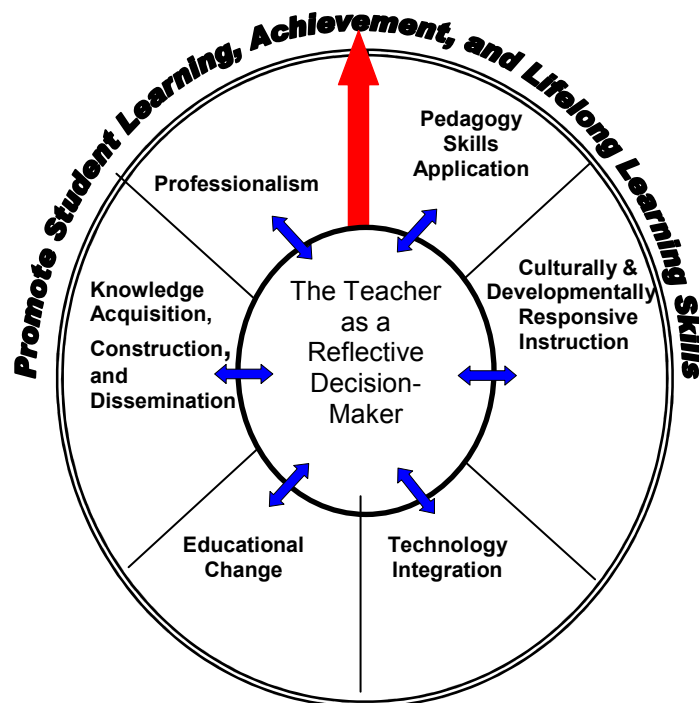 Promote Student Learning, Achievement, and Lifelong Learning Skills
Pedagogy
Skills
Application
Professionalism
Culturally &
Developmentally
Responsive
Instruction
Knowledge
Acquisition,
Construction,
and
Dissemination
The Teacher
as a
Reflective
Decision-
Maker
Educational
Change
Technology
Integration